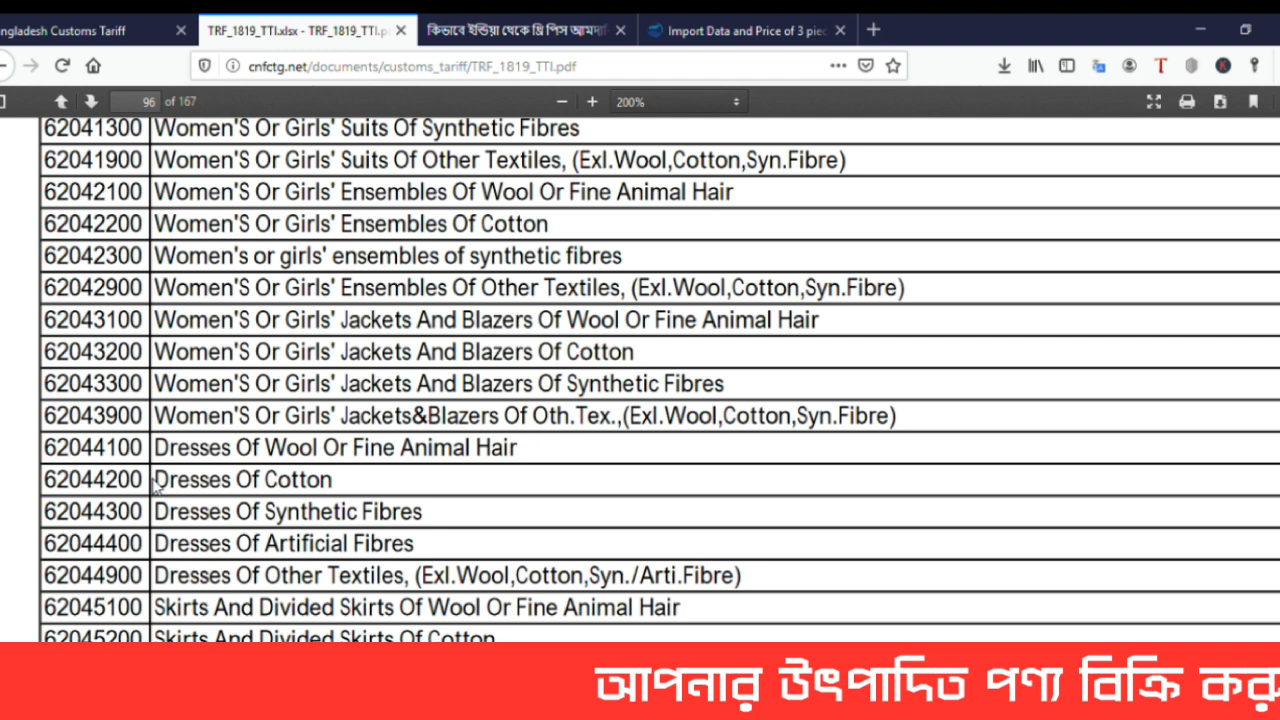 ngladesh Customs Tariff
TRF_1819_TTI.xlsx - TRF_1819_TTI.p
কিভাবে ইন্ডিয়া থেকে থ্রি পিস আমদা
Import Data and Price of 3 piec
cnfctg.net/documents/customs_tariff/TRF_1819_TTI.pdf
96 of 167
200%
62041300 Women'S Or Girls' Suits Of Synthetic Fibres
62041900 Women'S Or Girls' Suits Of Other Textiles, (Exl.Wool,Cotton,Syn.Fibre)
62042100 Women'S Or Girls' Ensembles Of Wool Or Fine Animal Hair
62042200 Women'S Or Girls' Ensembles Of Cotton
62042300 Women's or girls' ensembles of synthetic fibres
62042900 Women'S Or Girls' Ensembles Of Other Textiles, (Exl.Wool,Cotton,Syn.Fibre)
62043100 Women'S Or Girls' Jackets And Blazers Of Wool Or Fine Animal Hair
62043200 Women'S Or Girls' Jackets And Blazers Of Cotton
62043300 Women'S Or Girls' Jackets And Blazers Of Synthetic Fibres
62043900 Women'S Or Girls' Jackets&Blazers Of Oth.Tex.,(Exl.Wool,Cotton,Syn.Fibre)
62044100 Dresses Of Wool Or Fine Animal Hair
62044200 Dresses Of Cotton
62044300 Dresses Of Synthetic Fibres
62044400 Dresses Of Artificial Fibres
62044900 Dresses Of Other Textiles, (Exl.Wool,Cotton,Syn./Arti.Fibre)
62045100 Skirts And Divided Skirts Of Wool Or Fine Animal Hair
62045200 Skirts And Divided Skirts Of Cotton
আপনার উৎপাদিত পণ্য বিক্রি করু